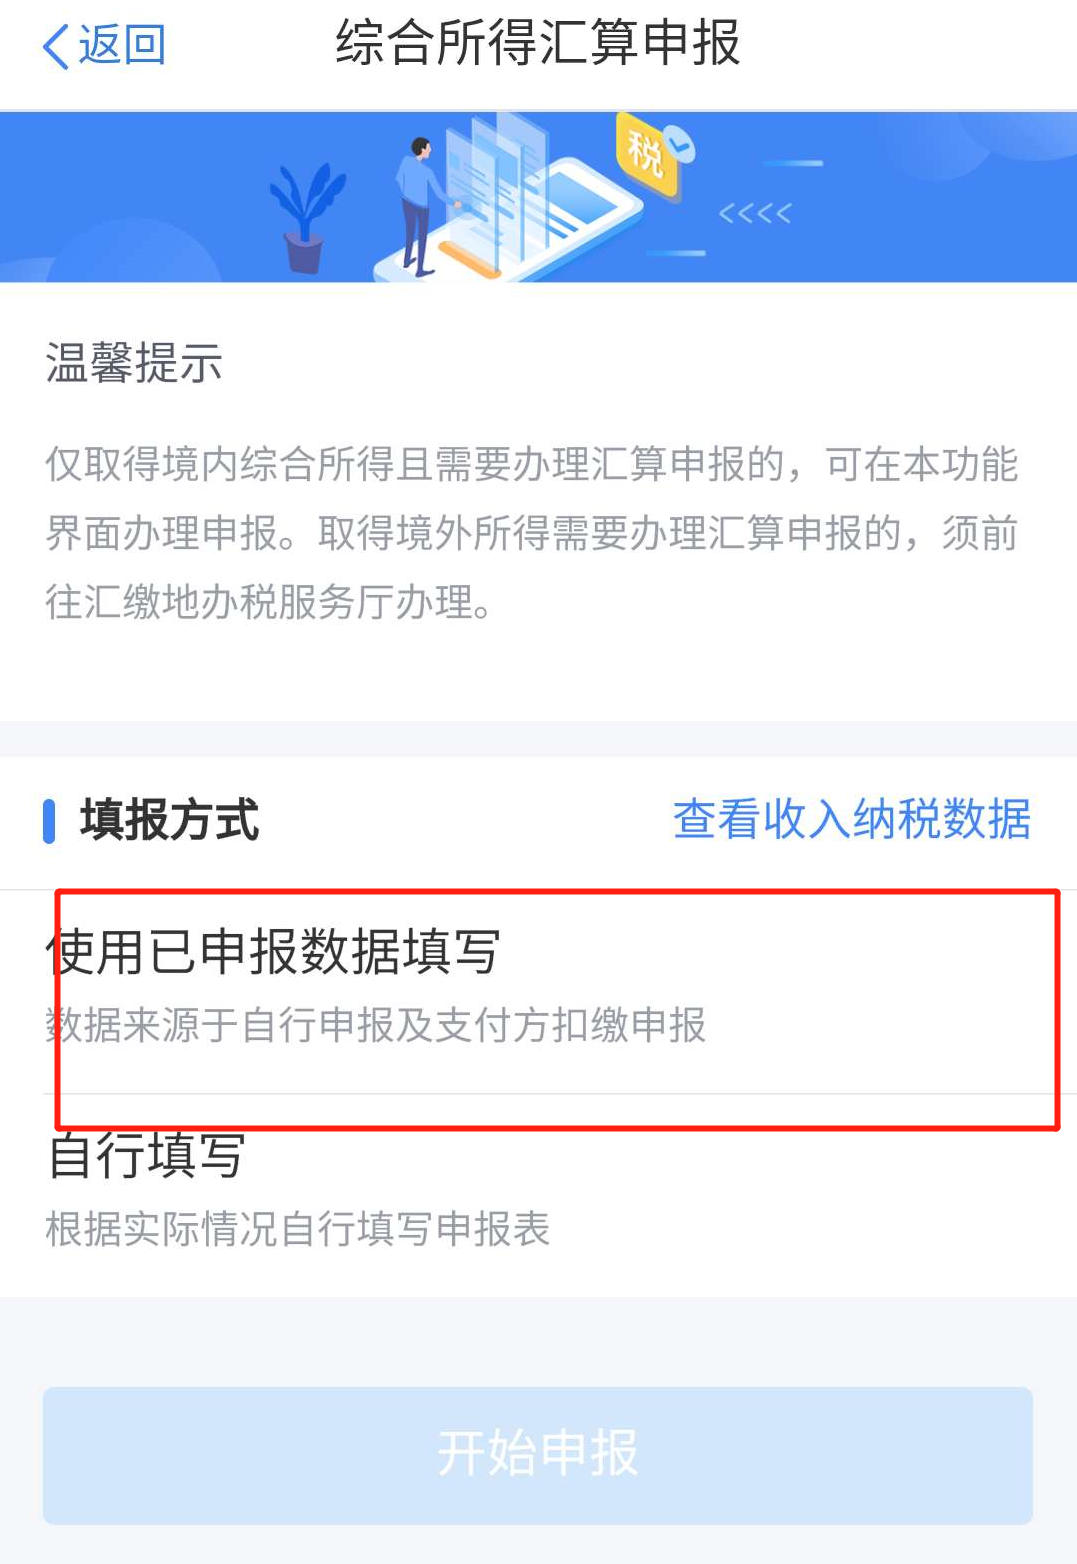 返回
综合所得汇算申报
税
温馨提示
仅取得境内综合所得且需要办理汇算申报的，可在本功能
界面办理申报。取得境外所得需要办理汇算申报的，须前
往汇缴地办税服务厅办理。
填报方式
查看收入纳税数据
使用已申报数据填写
数据来源于自行申报及支付方扣缴申报
自行填写
根据实际情况自行填写申报表
开始申报